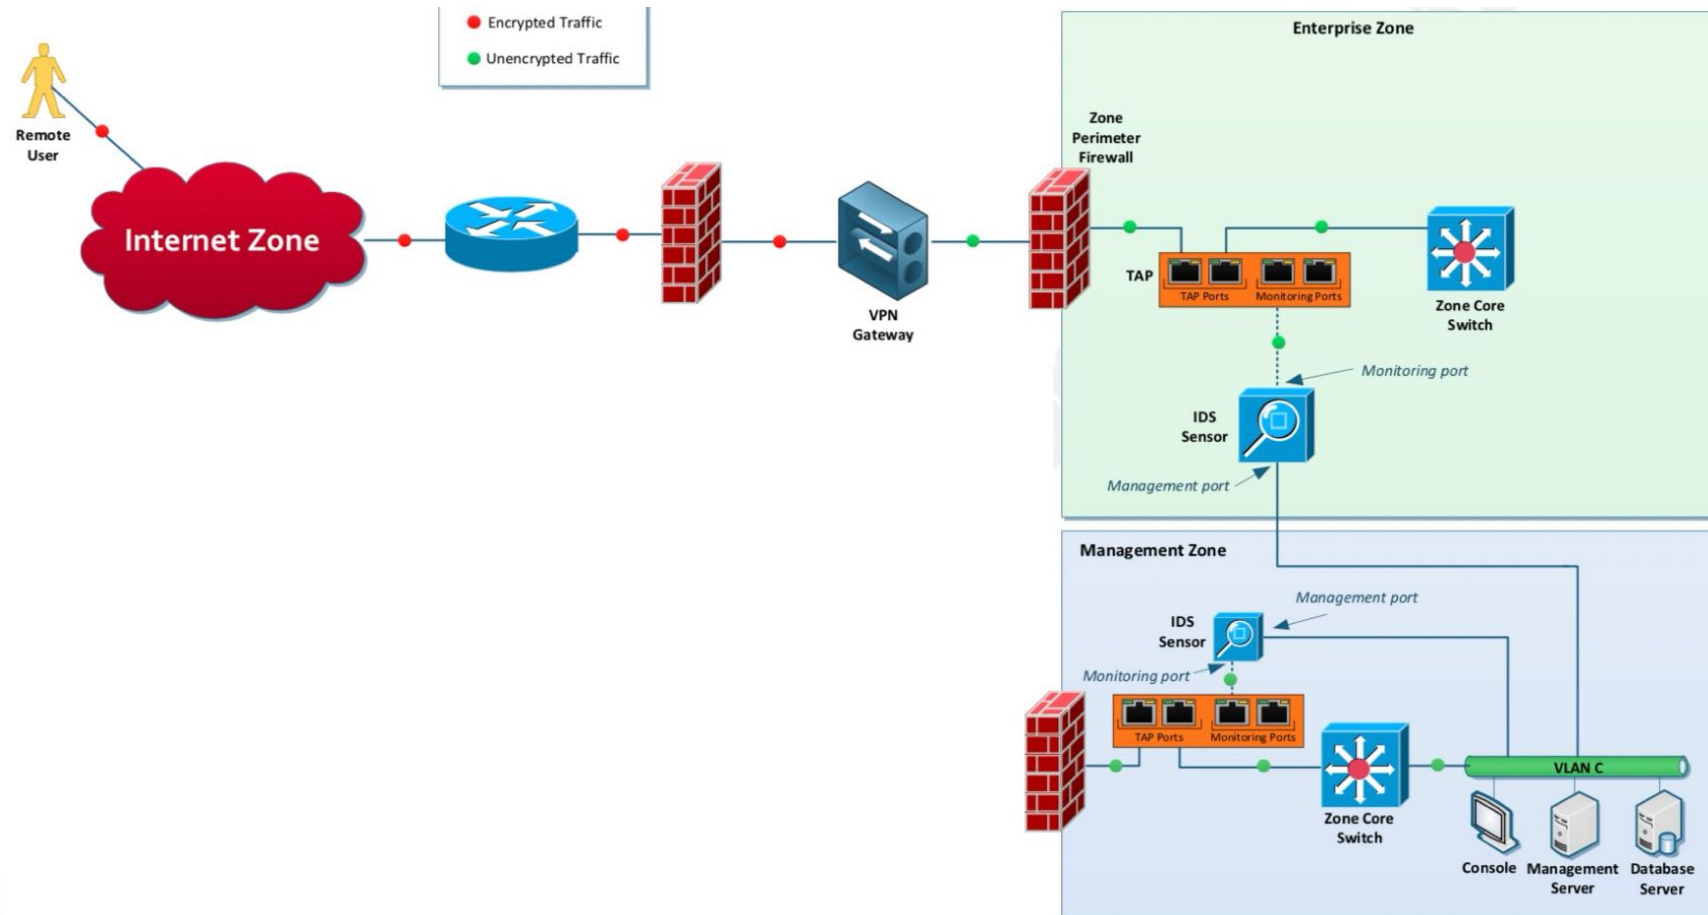 Encrypted Traffic
Unencrypted Traffic
Enterprise Zone
Remote
User
Internet Zone
VPN
Gateway
Zone
Perimeter
Firewall
TAP
TAP Ports
Monitoring Ports
Zone Core
Switch
Monitoring port
IDS
Sensor
Management port
Management Zone
Management port
IDS
Sensor
Monitoring port
TAP Ports
Monitoring Ports
Zone Core
Switch
VLAN C
Console
Management
Server
Database
Server